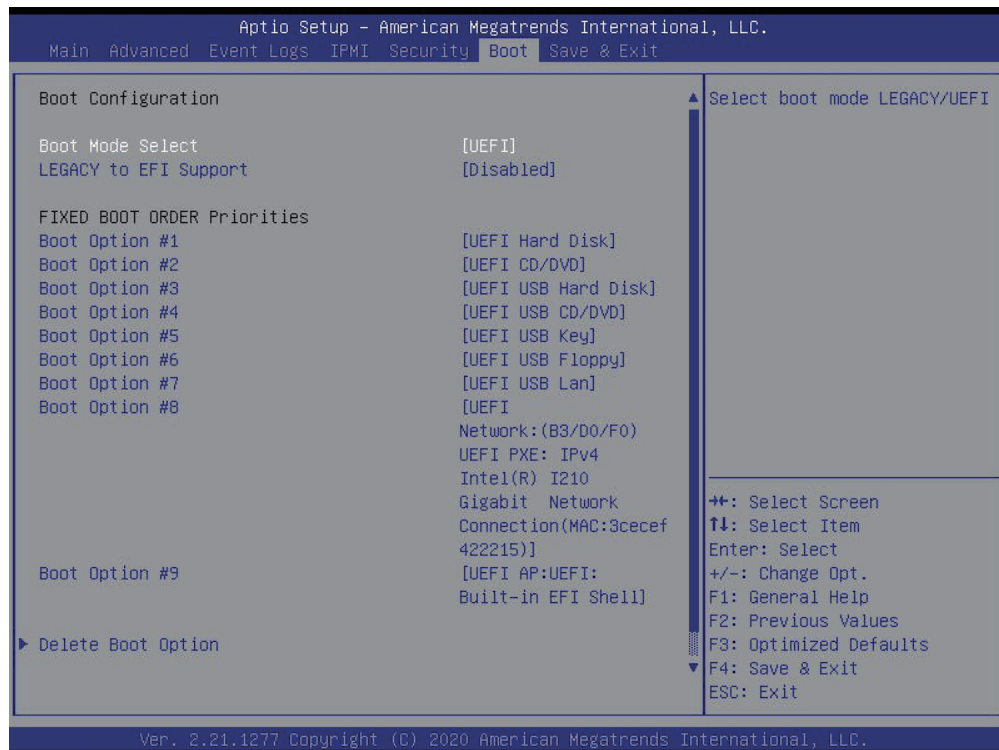 Aptio Setup – American Megatrends International, LLC.
Main Advanced Event Logs IPMI Security Boot Save & Exit
Boot Configuration
Boot Mode Select [UEFI]
LEGACY to EFI Support [Disabled]
FIXED BOOT ORDER Priorities
Boot Option #1 [UEFI Hard Disk]
Boot Option #2 [UEFI CD/DVD]
Boot Option #3 [UEFI USB Hard Disk]
Boot Option #4 [UEFI USB CD/DVD]
Boot Option #5 [UEFI USB Key]
Boot Option #6 [UEFI USB Floppy]
Boot Option #7 [UEFI USB Lan]
Boot Option #8 [UEFI
Network:(B3/D0/F0)
UEFI PXE: IPv4
Intel(R) I210
Gigabit Network
Connection(MAC:3cecef
422215)]
Boot Option #9 [UEFI AP:UEFI:
Built-in EFI Shell]
Delete Boot Option
Select boot mode LEGACY/UEFI
→←: Select Screen
↑↓: Select Item
Enter: Select
+/-: Change Opt.
F1: General Help
F2: Previous Values
F3: Optimized Defaults
F4: Save & Exit
ESC: Exit
Ver. 2.21.1277 Copyright (C) 2020 American Megatrends International, LLC.